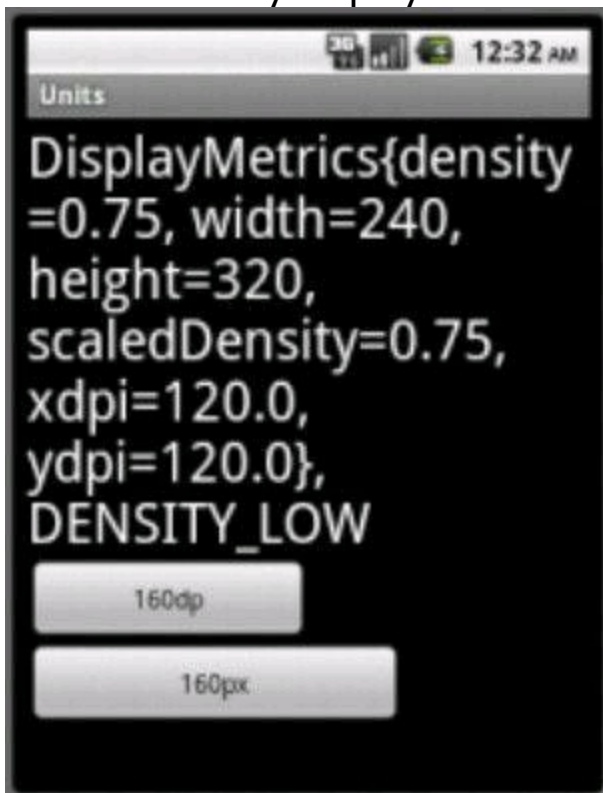 3G
12:32 AM
Units
DisplayMetrics{density
=0.75, width=240,
height=320,
scaledDensity=0.75,
xdpi=120.0,
ydpi=120.0},
DENSITY_LOW
160dp
160px